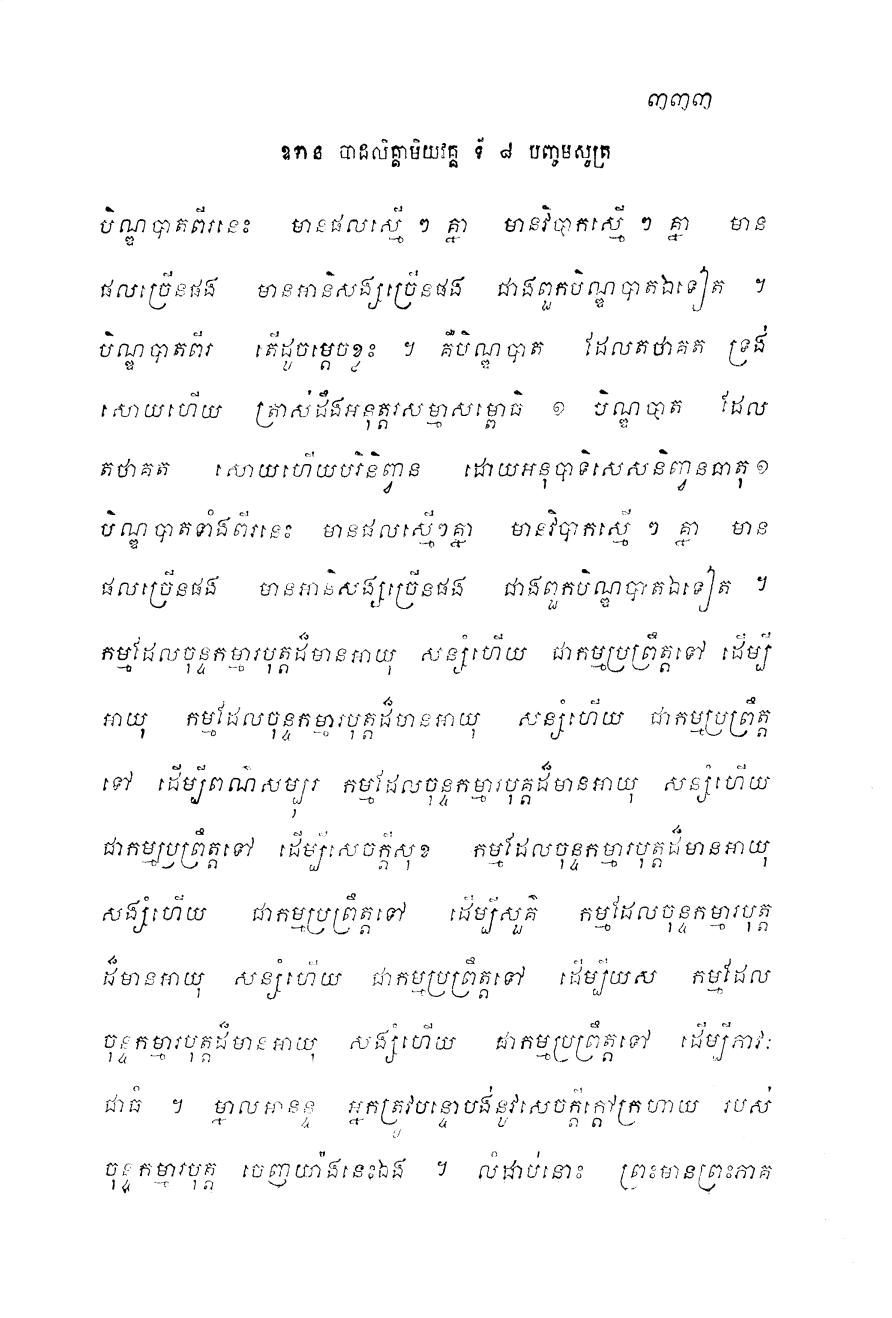 ៣៣៣
ឧទាន បាដលិគ្គាមិយវគ្គ ទី ៨ បញ្ចមសូត្រ
បិណ្ឌបាតពីរនេះ មានផលស្មើ ៗ គ្នា មានវិបាកស្មើ ៗ គ្នា មាន
ផលច្រើនផង មានអានិសង្សច្រើនផង ជាងពួកបិណ្ឌបាតឯទៀត ។
បិណ្ឌបាតពីរ តើដូចម្តេចខ្លះ ។ គឺបិណ្ឌបាត ដែលតថាគត ទ្រង់
សោយហើយ ត្រាស់ដឹងអនុត្តរសម្មាសម្ពោធិ ១ បិណ្ឌបាត ដែល
តថាគត សោយហើយបរិនិព្វាន ដោយអនុបាទិសេសនិព្វានធាតុ ១
បិណ្ឌបាតទាំងពីរនេះ មានផលស្មើៗគ្នា មានវិបាកស្មើ ៗ គ្នា មាន
ផលច្រើនផង មានអានិសង្សច្រើនផង ជាងពួកបិណ្ឌបាតឯទៀត ។
កម្មដែលចុន្ទកម្មារបុត្តដ៏មានអាយុ សន្សំហើយ ជាកម្មប្រព្រឹត្តទៅ ដើម្បី
អាយុ កម្មដែលចុន្ទកម្មារបុត្តដ៏មានអាយុ សន្សំហើយ ជាកម្មប្រព្រឹត្ត
ទៅ ដើម្បីពណ៌សម្បុរ កម្មដែលចុន្ទកម្មារបុត្តដ៏មានអាយុ សន្សំហើយ
ជាកម្មប្រព្រឹត្តទៅ ដើម្បីសេចក្តីសុខ កម្មដែលចុន្ទកម្មារបុត្តដ៏មានអាយុ
សង្សំហើយ ជាកម្មប្រព្រឹត្តទៅ ដើម្បីសួគ៌ កម្មដែលចុន្ទកម្មារបុត្ត
ដ៏មានអាយុ សន្សំហើយ ជាកម្មប្រព្រឹត្តទៅ ដើម្បីយស កម្មដែល
ចុន្ទកម្មារបុត្តដ៏មានអាយុ សង្សំហើយ ជាកម្មប្រព្រឹត្តទៅ ដើម្បីភាវៈ
ជាធំ ។ ម្នាលអានន្ទ អ្នកត្រូវបន្ទោបង់នូវសេចក្តីក្តៅក្រហាយ របស់
ចុន្ទកម្មារបុត្ត ចេញយ៉ាងនេះឯង ។ លំដាប់នោះ ព្រះមានព្រះភាគ